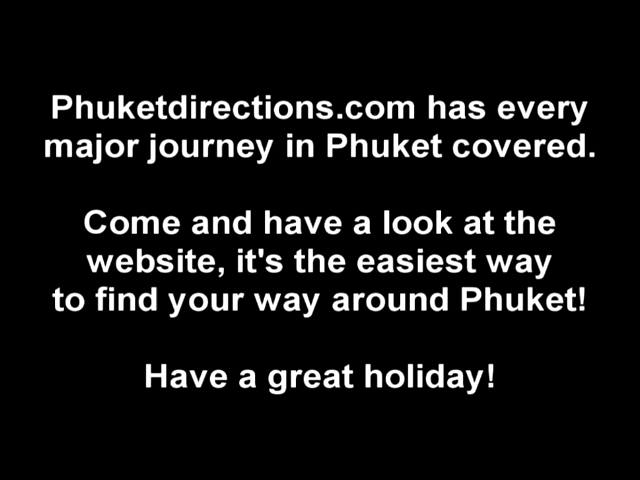 Phuketdirections.com has every
major journey in Phuket covered.
Come and have a look at the
website, it's the easiest way
to find your way around Phuket!
Have a great holiday!